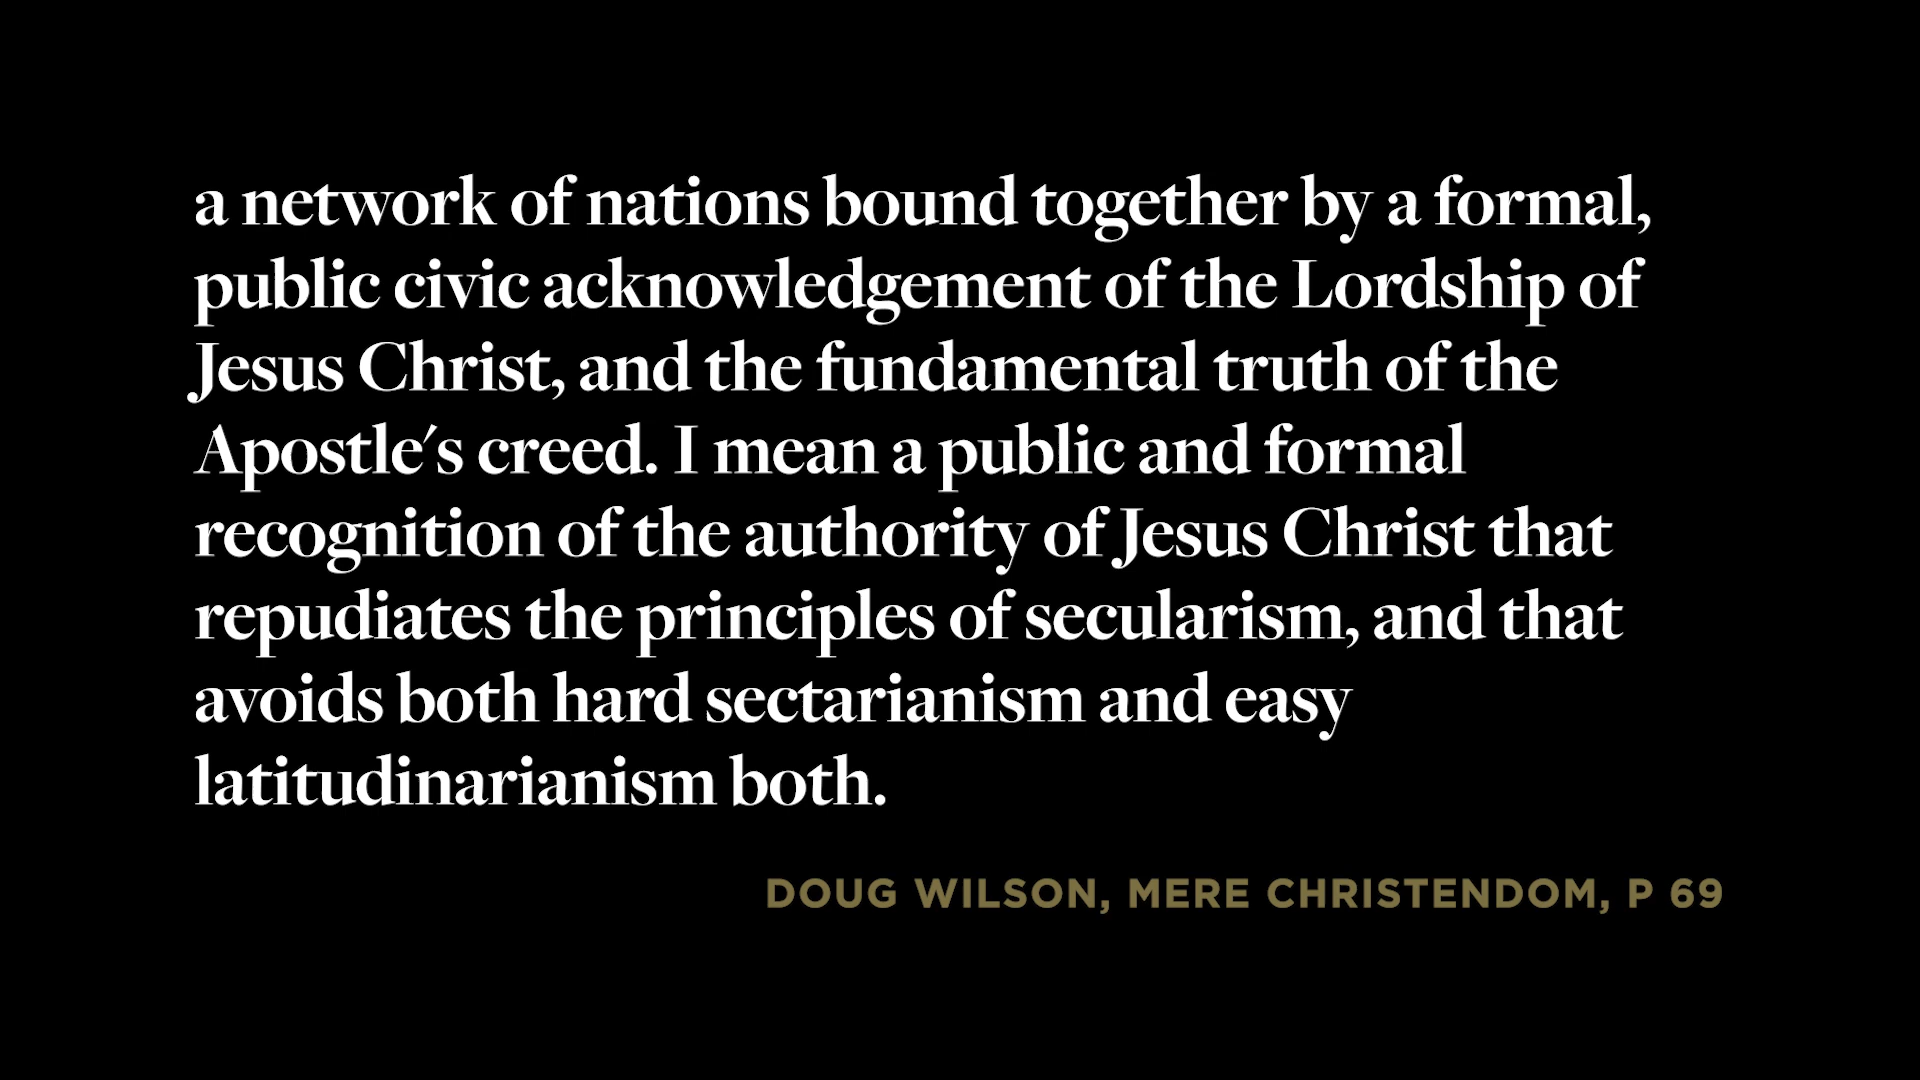 a network of nations bound together by a formal,
public civic acknowledgement of the Lordship of
Jesus Christ, and the fundamental truth of the
Apostle's creed. I mean a public and formal
recognition of the authority of Jesus Christ that
repudiates the principles of secularism, and that
avoids both hard sectarianism and easy
latitudinarianism both.
DOUG WILSON, MERE CHRISTENDOM, P 69